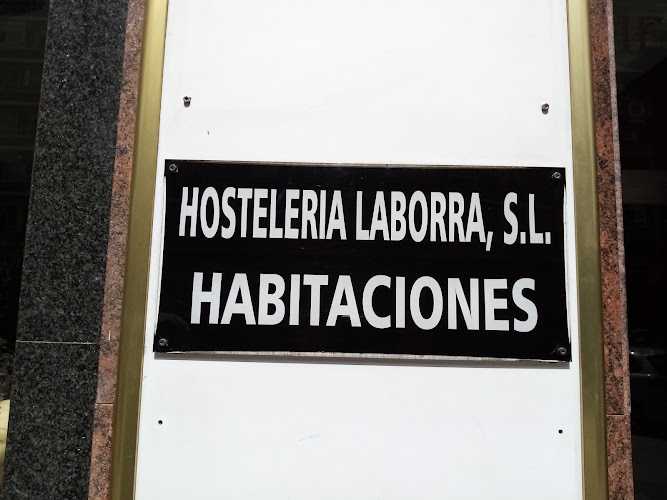 HOSTELERIA LABORRA, S.L.
HABITACIONES